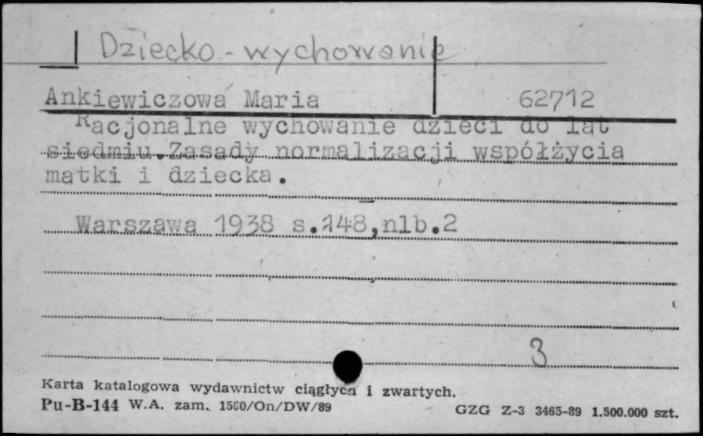 Dziecko - wychowanie
Ankiewiczowa Maria 62712
Racjonalne wychowanie dzieci do lat
siedmiu.Zasady normalizacji współżycia
matki i dziecka.
Warszawa 1938 s.148,nlb.2
3
Karta katalogowa wydawnictw ciągłych i zwartych.
Pu-B-144 W.A. zam. 1560/On/DW/89 GZG Z-3 3465-89 1.500.000 szt.